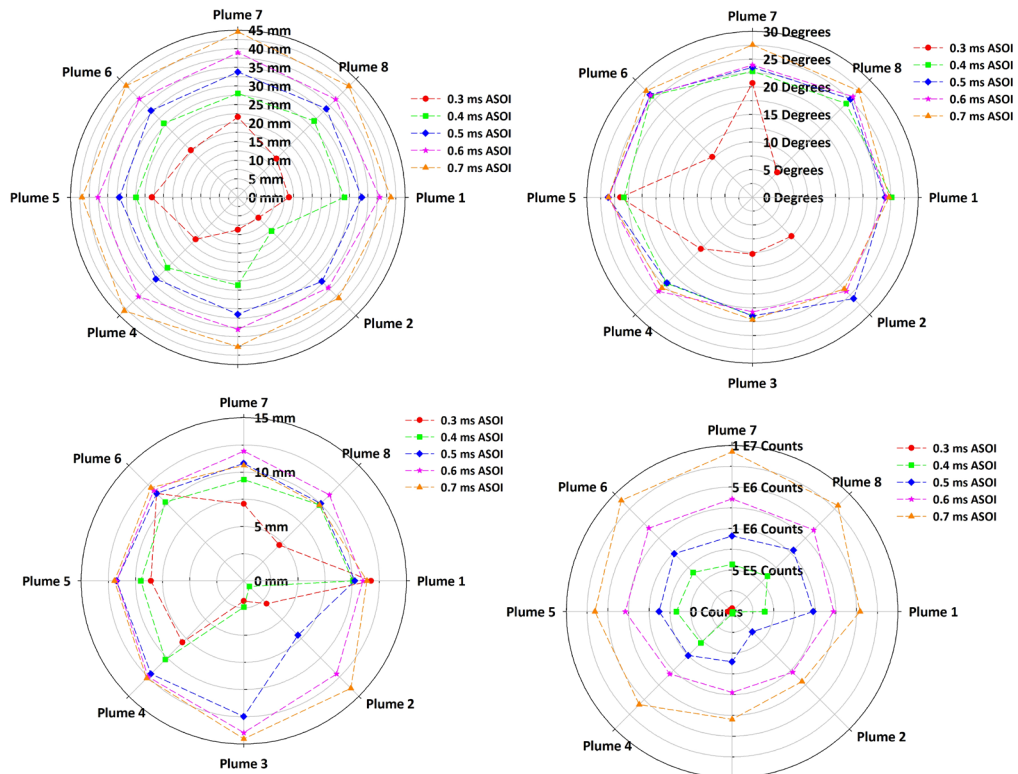 Plume 7
45 mm
40 mm
35 mm
30 mm
25 mm
20 mm
15 mm
10 mm
5 mm
0 mm
Plume 6
Plume 8
Plume 5
Plume 1
Plume 4
Plume 2
0.3 ms ASOI
0.4 ms ASOI
0.5 ms ASOI
0.6 ms ASOI
0.7 ms ASOI
Plume 7
30 Degrees
25 Degrees
20 Degrees
15 Degrees
10 Degrees
5 Degrees
0 Degrees
Plume 6
Plume 8
Plume 5
Plume 1
Plume 4
Plume 2
Plume 3
0.3 ms ASOI
0.4 ms ASOI
0.5 ms ASOI
0.6 ms ASOI
0.7 ms ASOI
Plume 7
15 mm
10 mm
5 mm
0 mm
Plume 6
Plume 8
Plume 5
Plume 1
Plume 4
Plume 2
Plume 3
0.3 ms ASOI
0.4 ms ASOI
0.5 ms ASOI
0.6 ms ASOI
0.7 ms ASOI
Plume 7
1 E7 Counts
5 E6 Counts
1 E6 Counts
5 E5 Counts
0 Counts
Plume 6
Plume 8
Plume 5
Plume 1
Plume 4
Plume 2
0.3 ms ASOI
0.4 ms ASOI
0.5 ms ASOI
0.6 ms ASOI
0.7 ms ASOI